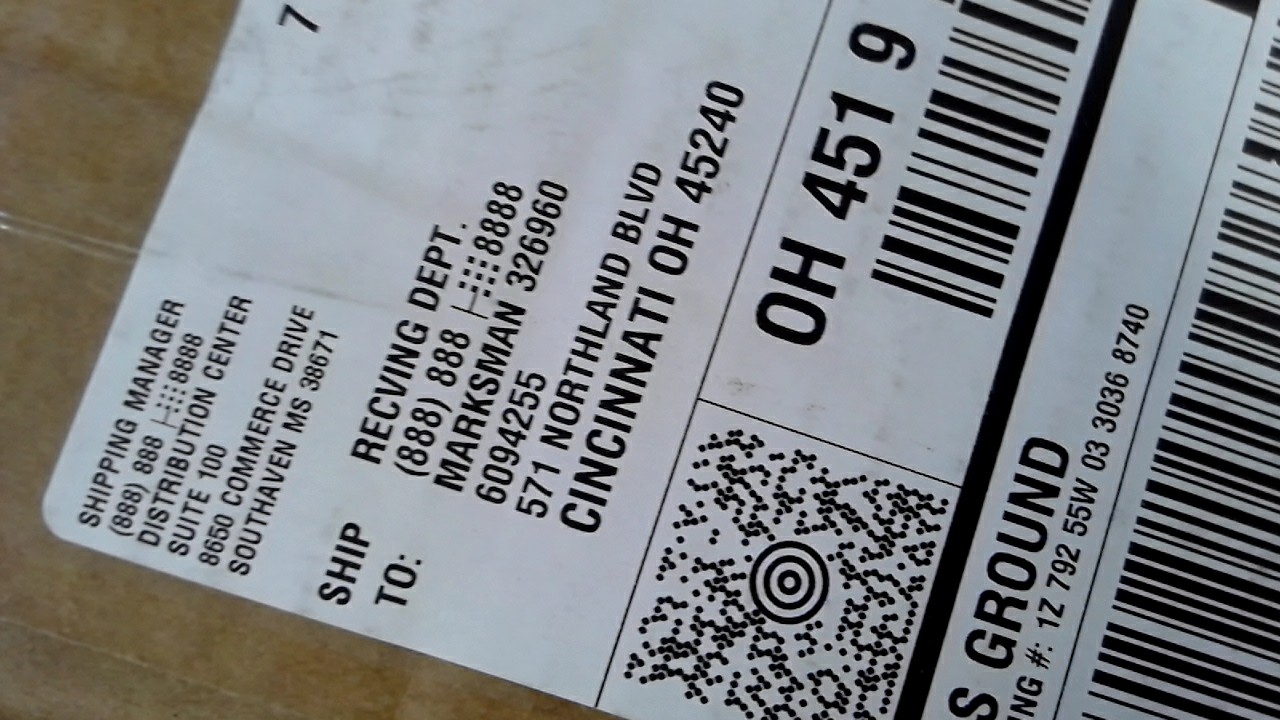 7
SHIPPING MANAGER
(888) 888 8888
DISTRIBUTION CENTER
SUITE 100
8650 COMMERCE DRIVE
SOUTHAVEN MS 38671
SHIP
TO:
RECVING DEPT.
(888) 888 8888
MARKSMAN 326960
6094255
571 NORTHLAND BLVD
CINCINNATI OH 45240
OH 451 9
S GROUND
NG #: 1Z 792 55W 03 3036 8740